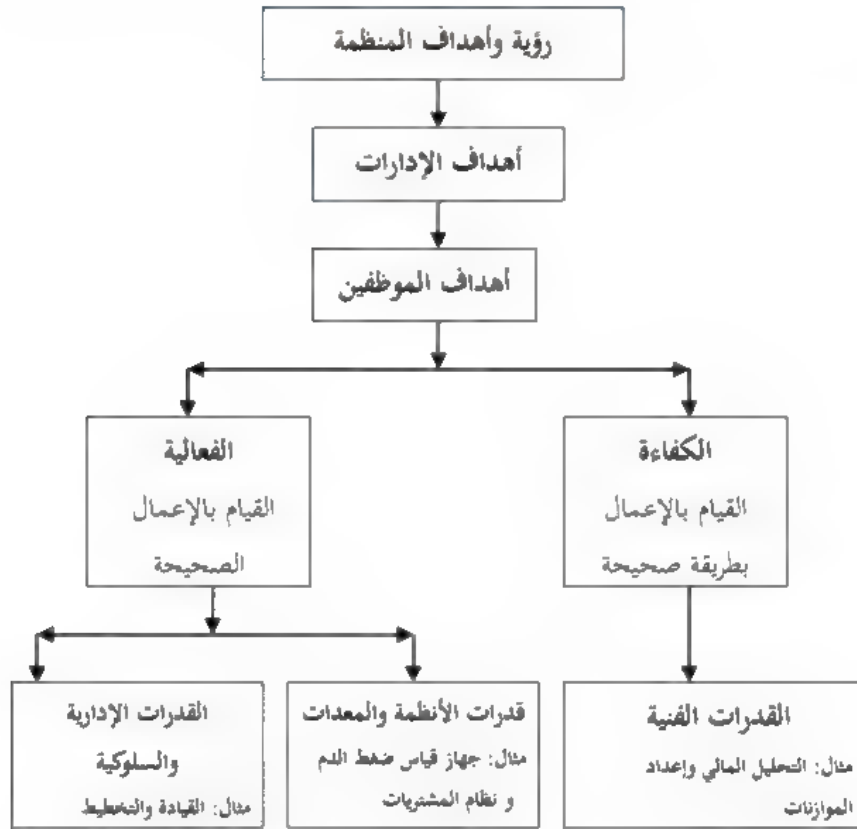 رؤية وأهداف المنظمة
أهداف الإدارات
أهداف الموظفين
الكفاءة
القيام بالإعمال
بطريقة صحيحة
الفعالية
القيام بالإعمال
الصحيحة
القدرات الفنية
مثال: التحليل المالي وإعداد
الموازنات
قدرات الأنظمة والمعدات
مثال: جهاز قياس ضغط الدم
و نظام المشتريات
القدرات الإدارية
والسلوكية
مثال: القيادة والتخطيط